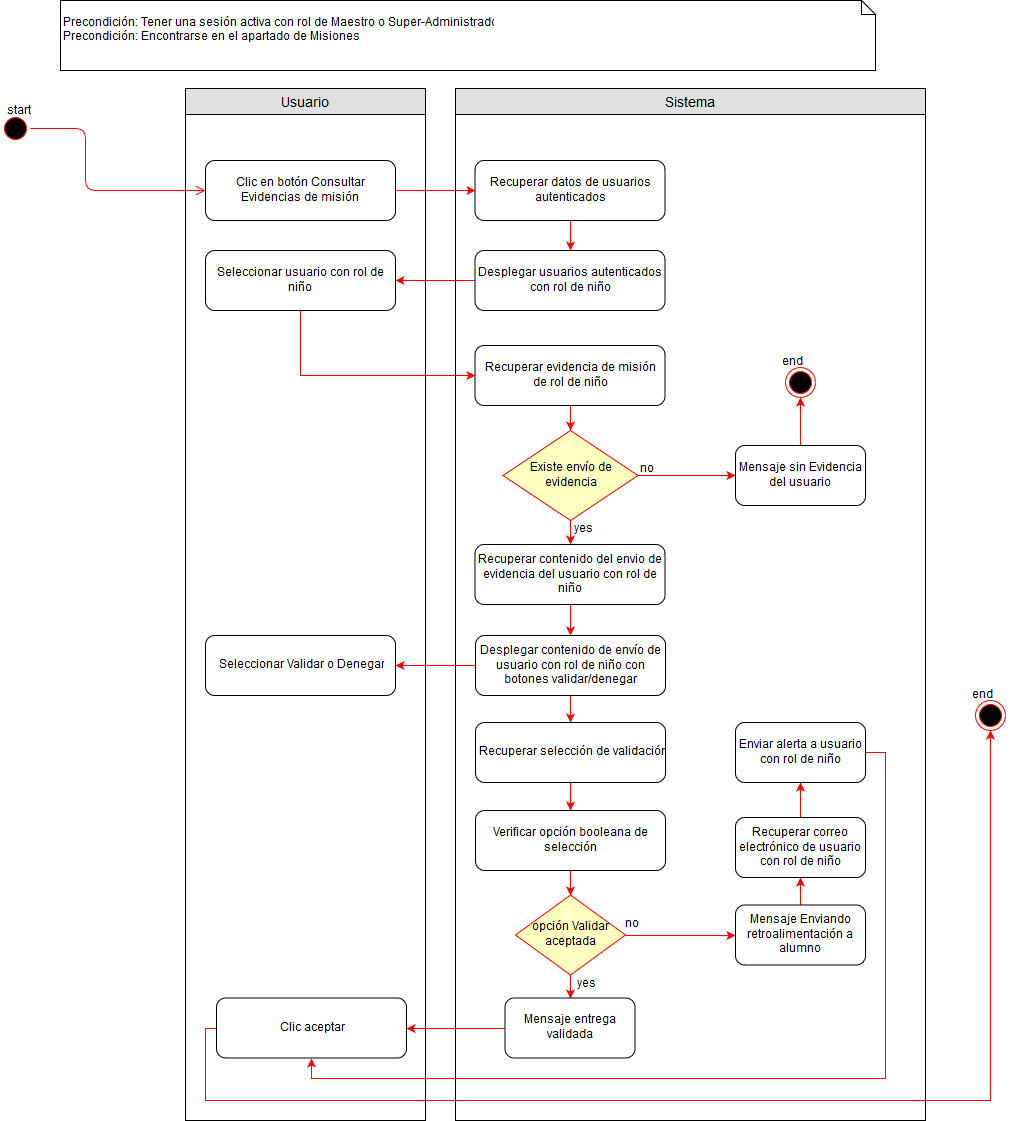 Precondición: Tener una sesión activa con rol de Maestro o Super-Administrado
Precondición: Encontrarse en el apartado de Misiones
start
Usuario
Sistema
Clic en botón Consultar
Evidencias de misión
Recuperar datos de usuarios
autenticados
Seleccionar usuario con rol de
niño
Desplegar usuarios autenticados
con rol de niño
Recuperar evidencia de misión
de rol de niño
end
Existe envío de
evidencia
no
Mensaje sin Evidencia
del usuario
yes
Recuperar contenido del envio de
evidencia del usuario con rol de
niño
Seleccionar Validar o Denegar
Desplegar contenido de envío de
usuario con rol de niño con
botones validar/denegar
end
Recuperar selección de validación
Enviar alerta a usuario
con rol de niño
Verificar opción booleana de
selección
Recuperar correo
electrónico de usuario
con rol de niño
opción Validar
aceptada
no
Mensaje Enviando
retroalimentación a
alumno
yes
Clic aceptar
Mensaje entrega
validada